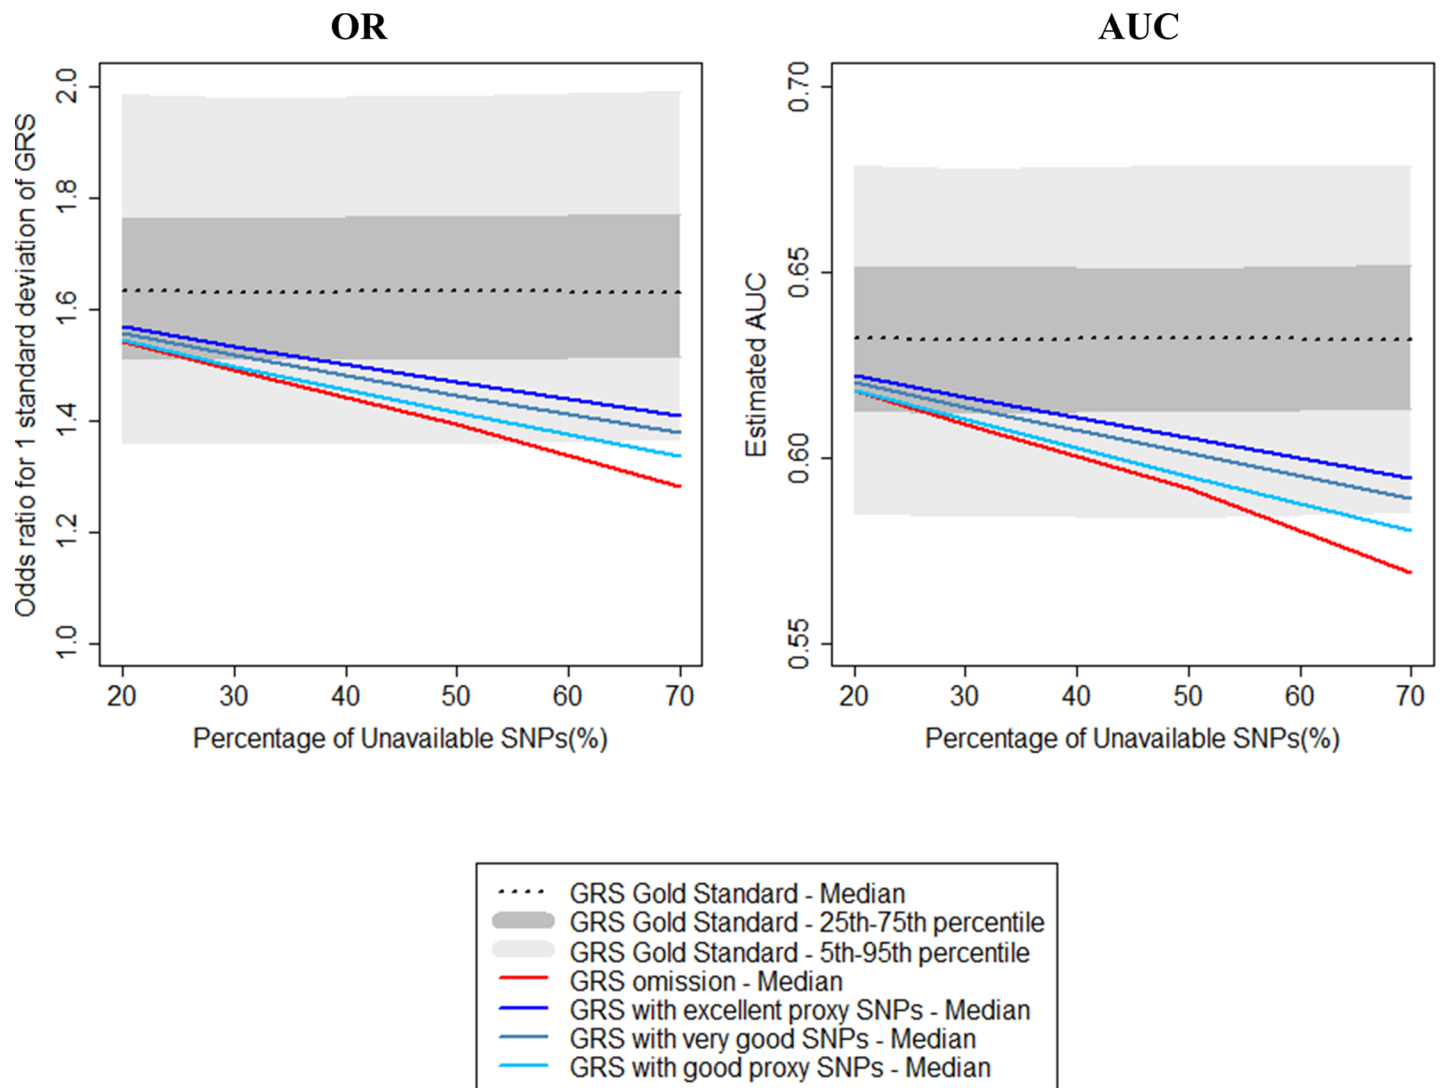 OR
AUC
Odds ratio for 1 standard deviation of GRS
2.0
1.8
1.6
1.4
1.2
1.0
20 30 40 50 60 70
Percentage of Unavailable SNPs(%)
Estimated AUC
0.70
0.65
0.60
0.55
20 30 40 50 60 70
Percentage of Unavailable SNPs(%)
GRS Gold Standard - Median
GRS Gold Standard - 25th-75th percentile
GRS Gold Standard - 5th-95th percentile
GRS omission - Median
GRS with excellent proxy SNPs - Median
GRS with very good SNPs - Median
GRS with good proxy SNPs - Median